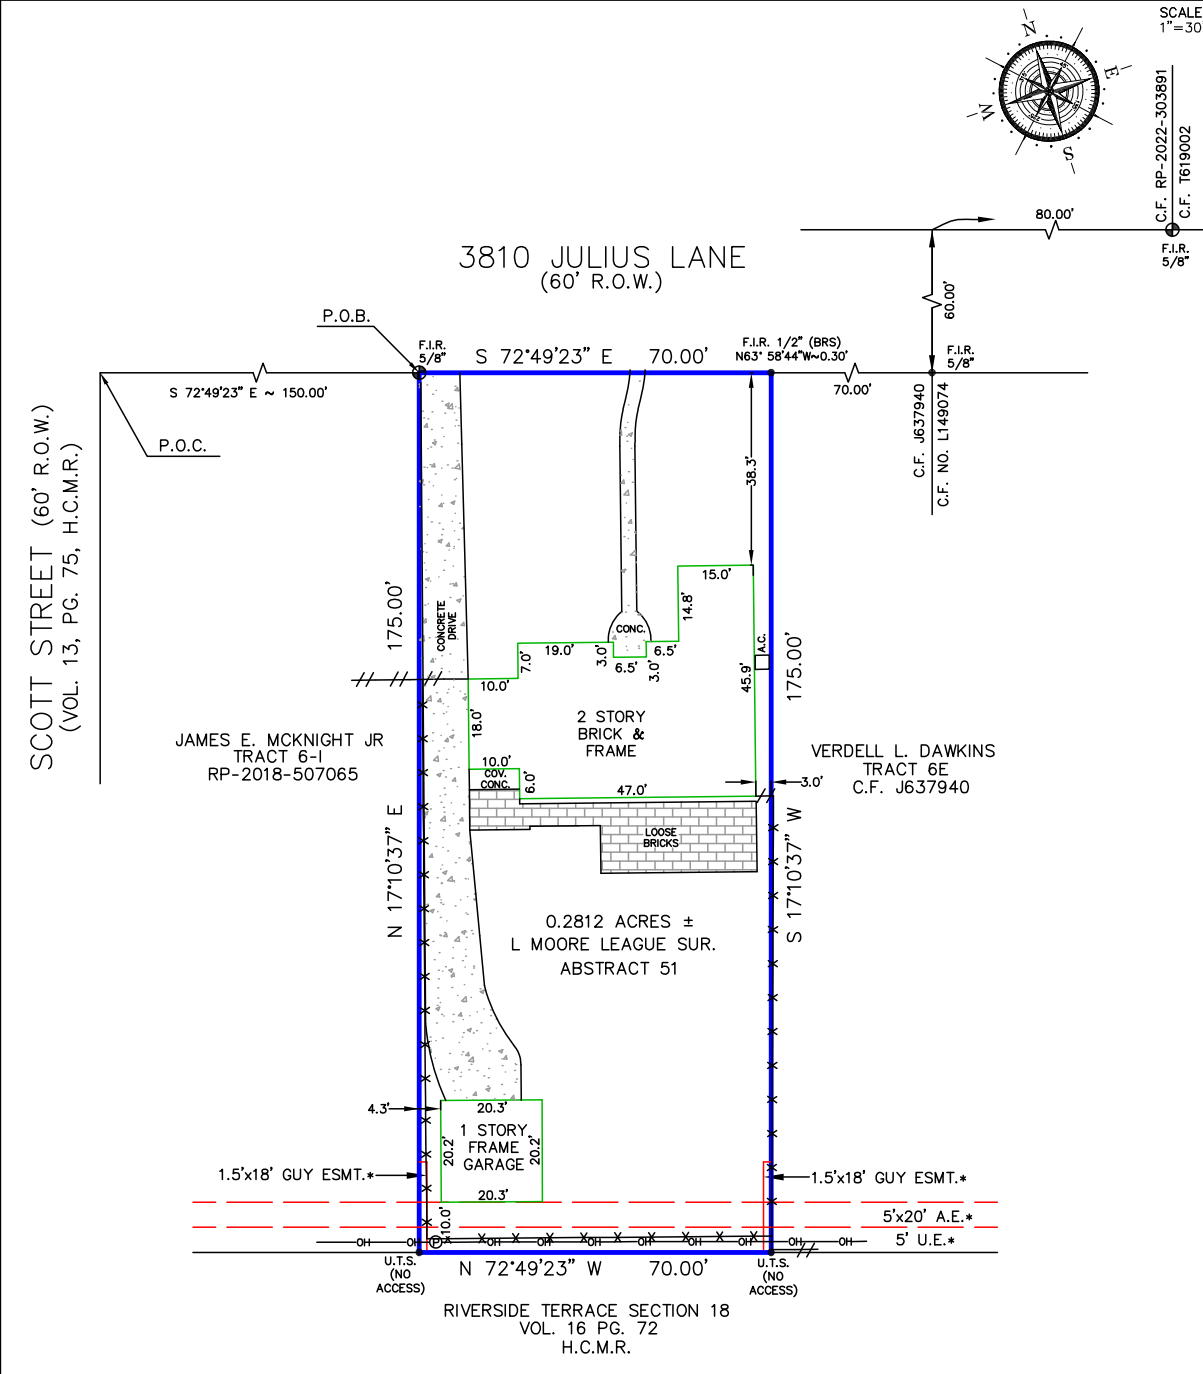 SCALE
1"=30'
N
E
S
W
C.F. RP-2022-303891
C.F. T619002
80.00'
F.I.R.
5/8"
60.00'
3810 JULIUS LANE
(60' R.O.W.)
P.O.B.
F.I.R.
5/8"
S 72°49'23" E 70.00'
F.I.R. 1/2" (BRS)
N63° 58'44"W~0.30'
F.I.R.
5/8"
S 72°49'23" E ~ 150.00'
70.00'
P.O.C.
C.F. J637940
C.F. NO. L149074
SCOTT STREET (60' R.O.W.)
(VOL. 13, PG. 75, H.C.M.R.)
38.3'
175.00'
CONCRETE
DRIVE
15.0'
14.8'
CONC.
19.0'
3.0'
6.5'
3.0'
6.5'
7.0'
A.C.
45.9'
175.00'
10.0'
18.0'
2 STORY
BRICK &
FRAME
JAMES E. MCKNIGHT JR
TRACT 6-I
RP-2018-507065
VERDELL L. DAWKINS
TRACT 6E
C.F. J637940
10.0'
COV.
CONC.
6.0'
47.0'
3.0'
LOOSE
BRICKS
N 17°10'37" E
S 17°10'37" W
0.2812 ACRES ±
L MOORE LEAGUE SUR.
ABSTRACT 51
4.3'
20.3'
1 STORY
FRAME
GARAGE
20.2'
20.2'
20.3'
1.5'x18' GUY ESMT.*
1.5'x18' GUY ESMT.*
10.0'
5'x20' A.E.*
5' U.E.*
OH OH OH OH OH OH OH OH OH
P
U.T.S.
(NO
ACCESS)
N 72°49'23" W 70.00'
U.T.S.
(NO
ACCESS)
RIVERSIDE TERRACE SECTION 18
VOL. 16 PG. 72
H.C.M.R.